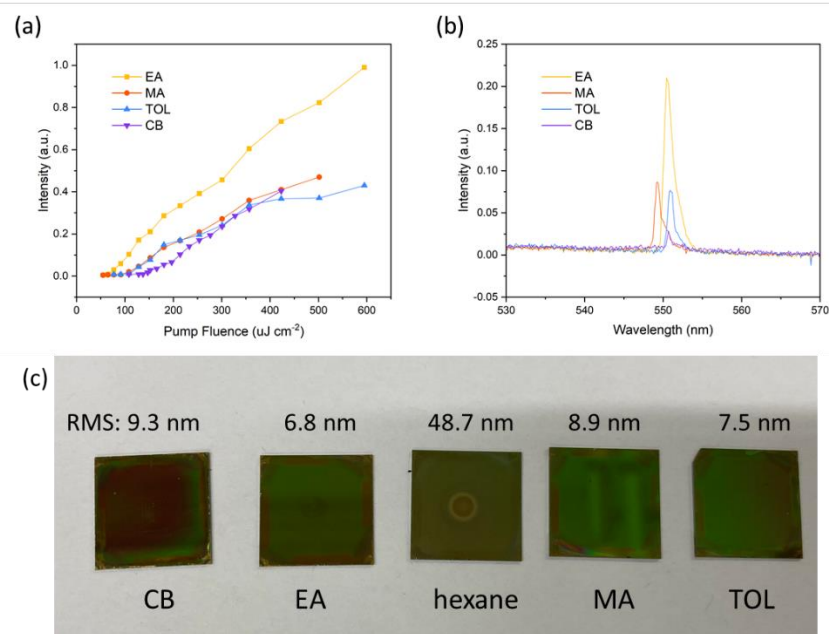 (a)
1.0
0.8
0.6
0.4
0.2
0.0
Intensity (a.u.)
EA
MA
TOL
CB
0 100 200 300 400 500 600
Pump Fluence (uJ cm⁻²)
(b)
0.25
0.20
0.15
0.10
0.05
0.00
-0.05
Intensity (a.u.)
EA
MA
TOL
CB
530 540 550 560 570
Wavelength (nm)
(c)
RMS: 9.3 nm 6.8 nm 48.7 nm 8.9 nm 7.5 nm
CB EA hexane MA TOL